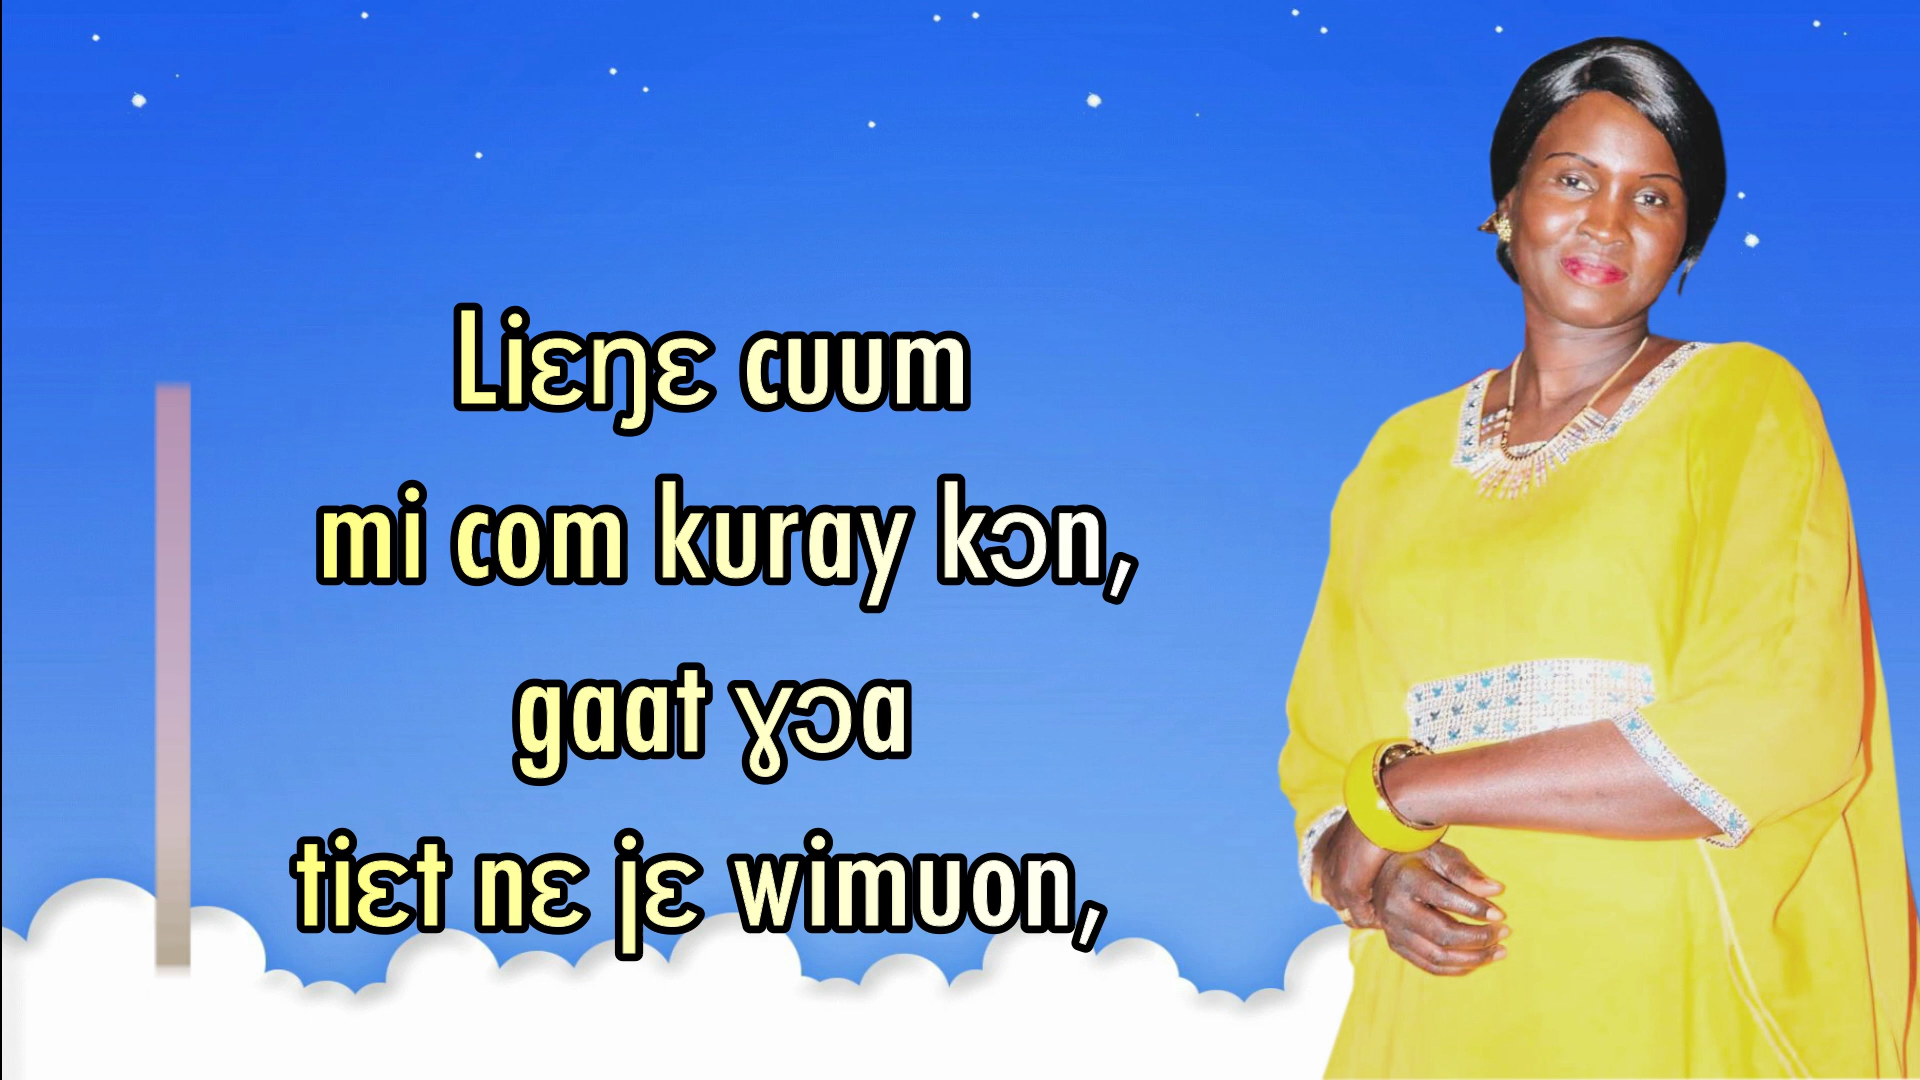 Liɛŋɛ cuum
mi com kuray kɔn,
gaat ɣɔa
tiɛt nɛ jɛ wimuon,